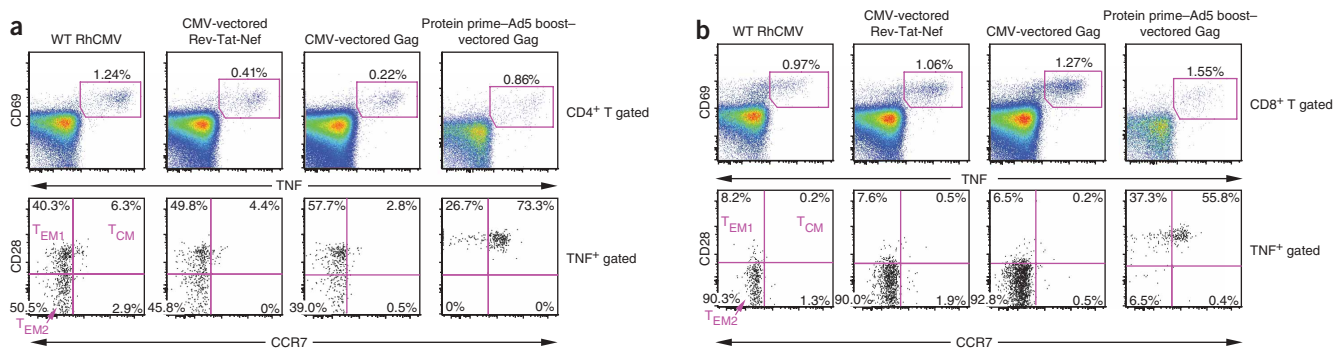 a
WT RhCMV
CMV-vectored
Rev-Tat-Nef
CMV-vectored Gag
Protein prime–Ad5 boost–
vectored Gag
1.24%
0.41%
0.22%
0.86%
CD69
CD4+ T gated
TNF
40.3% 6.3%
49.8% 4.4%
57.7% 2.8%
26.7% 73.3%
TEM1 TCM
CD28
TNF+ gated
50.5% 2.9%
45.8% 0%
39.0% 0.5%
0% 0%
TEM2
CCR7
b
WT RhCMV
CMV-vectored
Rev-Tat-Nef
CMV-vectored Gag
Protein prime–Ad5 boost–
vectored Gag
0.97%
1.06%
1.27%
1.55%
CD69
CD8+ T gated
TNF
8.2% 0.2%
7.6% 0.5%
6.5% 0.2%
37.3% 55.8%
TEM1 TCM
CD28
TNF+ gated
90.3% 1.3%
90.0% 1.9%
92.8% 0.5%
6.5% 0.4%
TEM2
CCR7